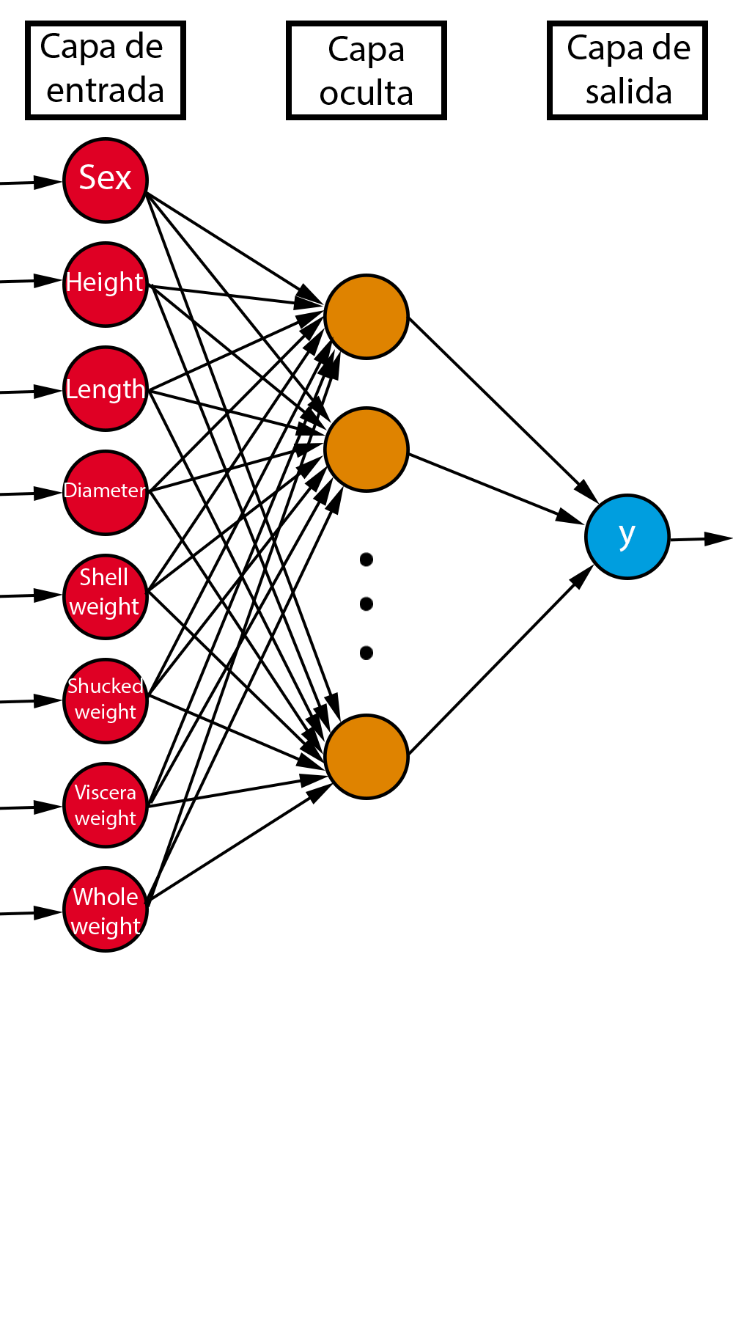 Capa de
entrada
Capa
oculta
Capa de
salida
Sex
Height
Length
Diameter
Shell
weight
Shucked
weight
Viscera
weight
Whole
weight
y